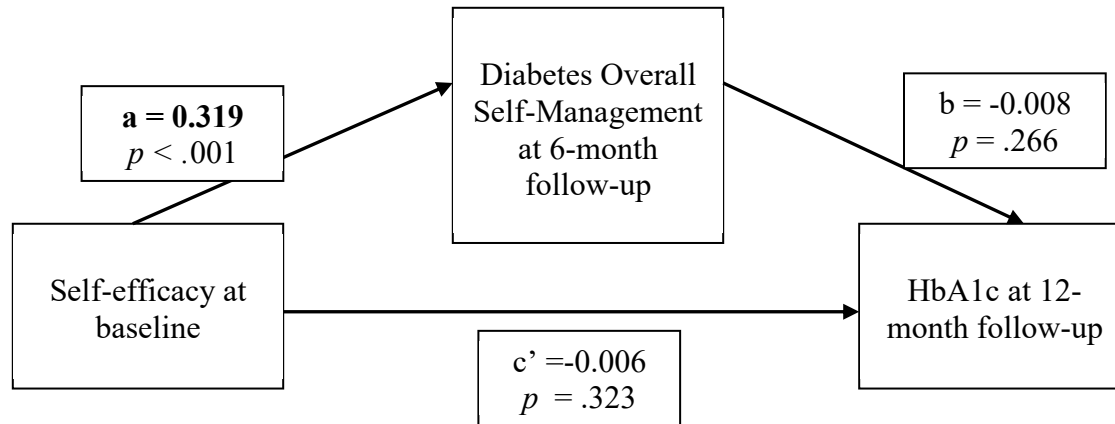 Diabetes Overall
Self-Management
at 6-month
follow-up
a = 0.319
p < .001
b = -0.008
p = .266
Self-efficacy at
baseline
HbA1c at 12-
month follow-up
c’ =-0.006
p = .323